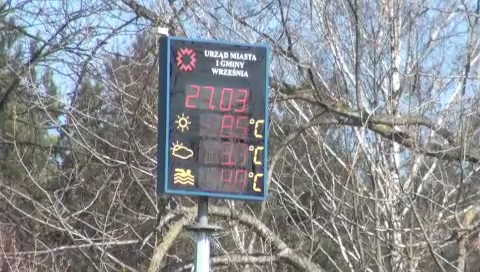 URZĄD MIASTA
I GMINY
WRZEŚNIA
27.03
°C
°C
°C